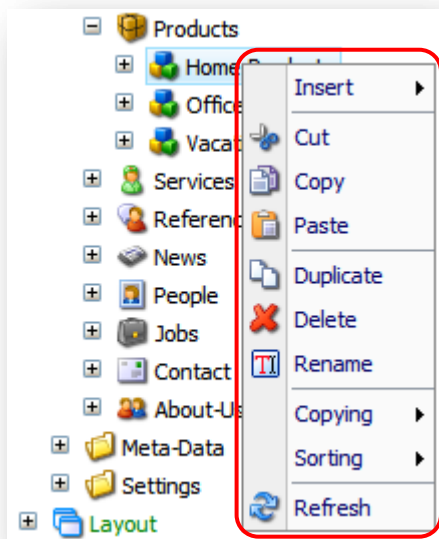 Products
Home
Insert
Office
Cut
Vacat
Services
Copy
Referenc
Paste
News
Duplicate
People
Delete
Jobs
Rename
Contact
About-Us
Copying
Meta-Data
Sorting
Settings
Refresh
Layout